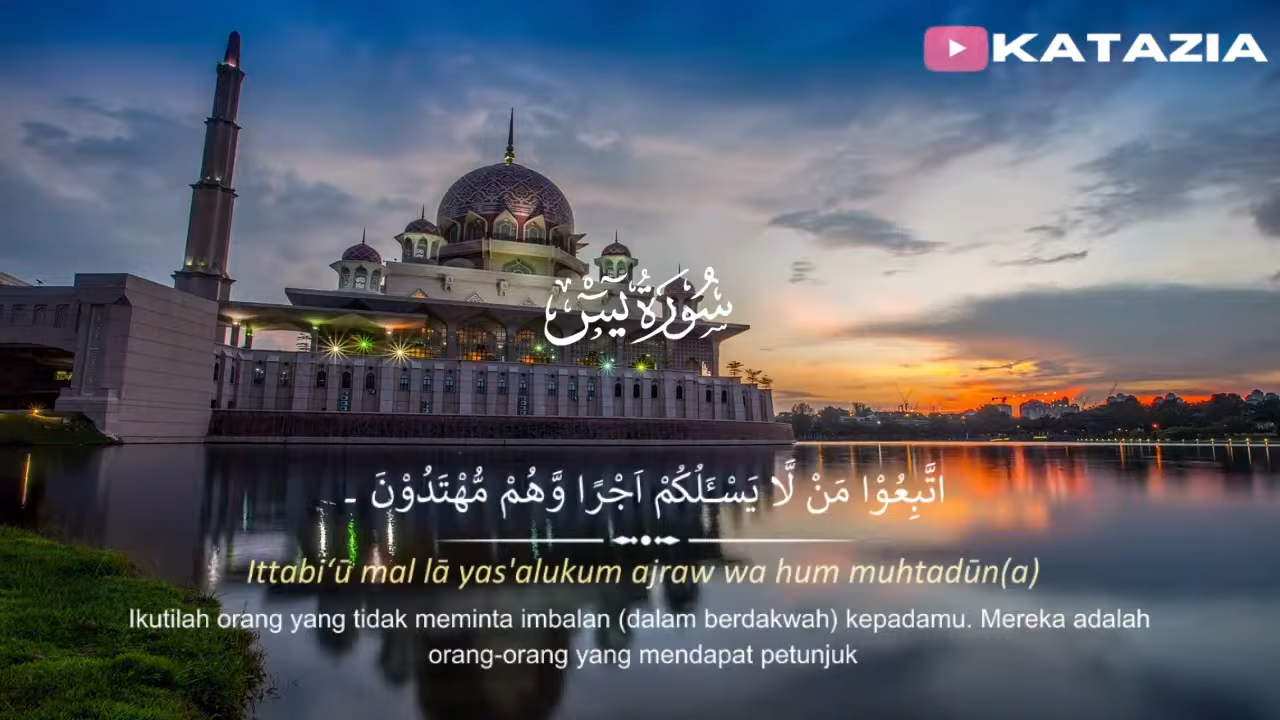 KATAZIA
سُوْرَةُ يٰسٓ
اتَّبِعُوْا مَنْ لَّا يَسْـَٔلُكُمْ اَجْرًا وَّهُمْ مُّهْتَدُوْنَ ۔
Ittabi‘ū mal lā yas'alukum ajraw wa hum muhtadūn(a)
Ikutilah orang yang tidak meminta imbalan (dalam berdakwah) kepadamu. Mereka adalah
orang-orang yang mendapat petunjuk